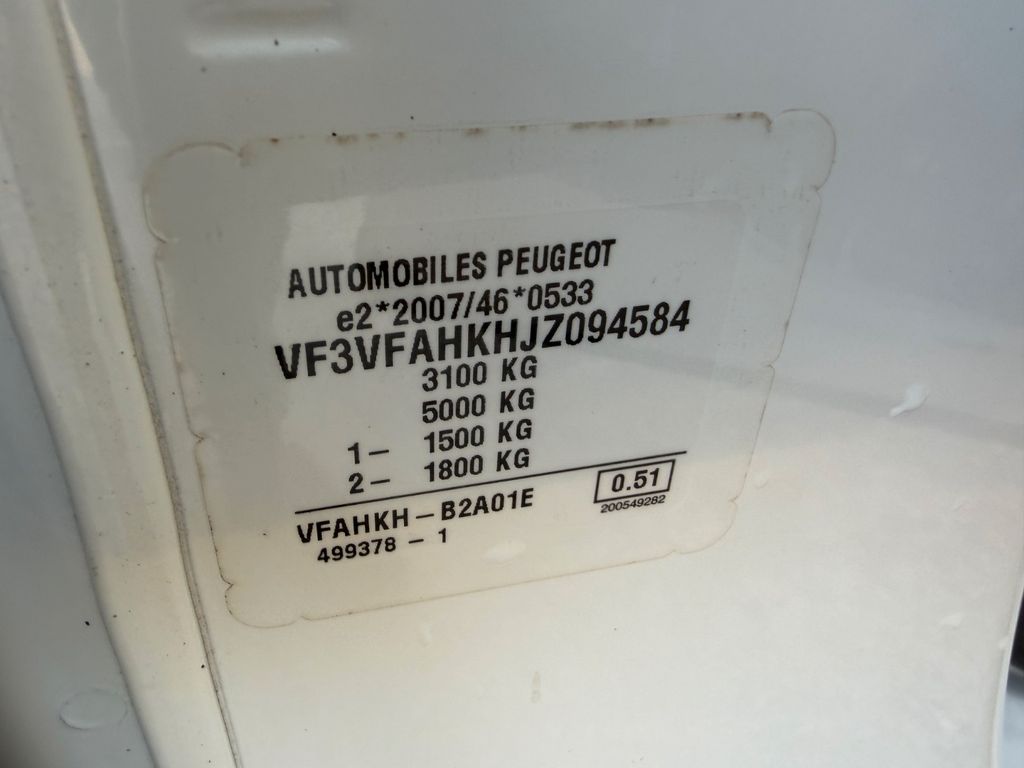 AUTOMOBILES PEUGEOT
e2*2007/46*0533
VF3VFAHKHJZ094584
3100 KG
5000 KG
1– 1500 KG
2– 1800 KG
VFAHKH – B2A01E 0.51
499378 – 1 200549282